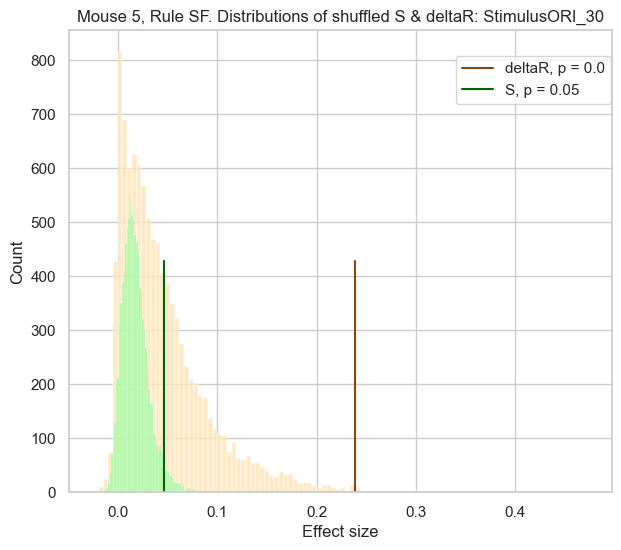 Mouse 5, Rule SF. Distributions of shuffled S & deltaR: StimulusORI_30
deltaR, p = 0.0
S, p = 0.05
Count
800
700
600
500
400
300
200
100
0
0.0 0.1 0.2 0.3 0.4
Effect size